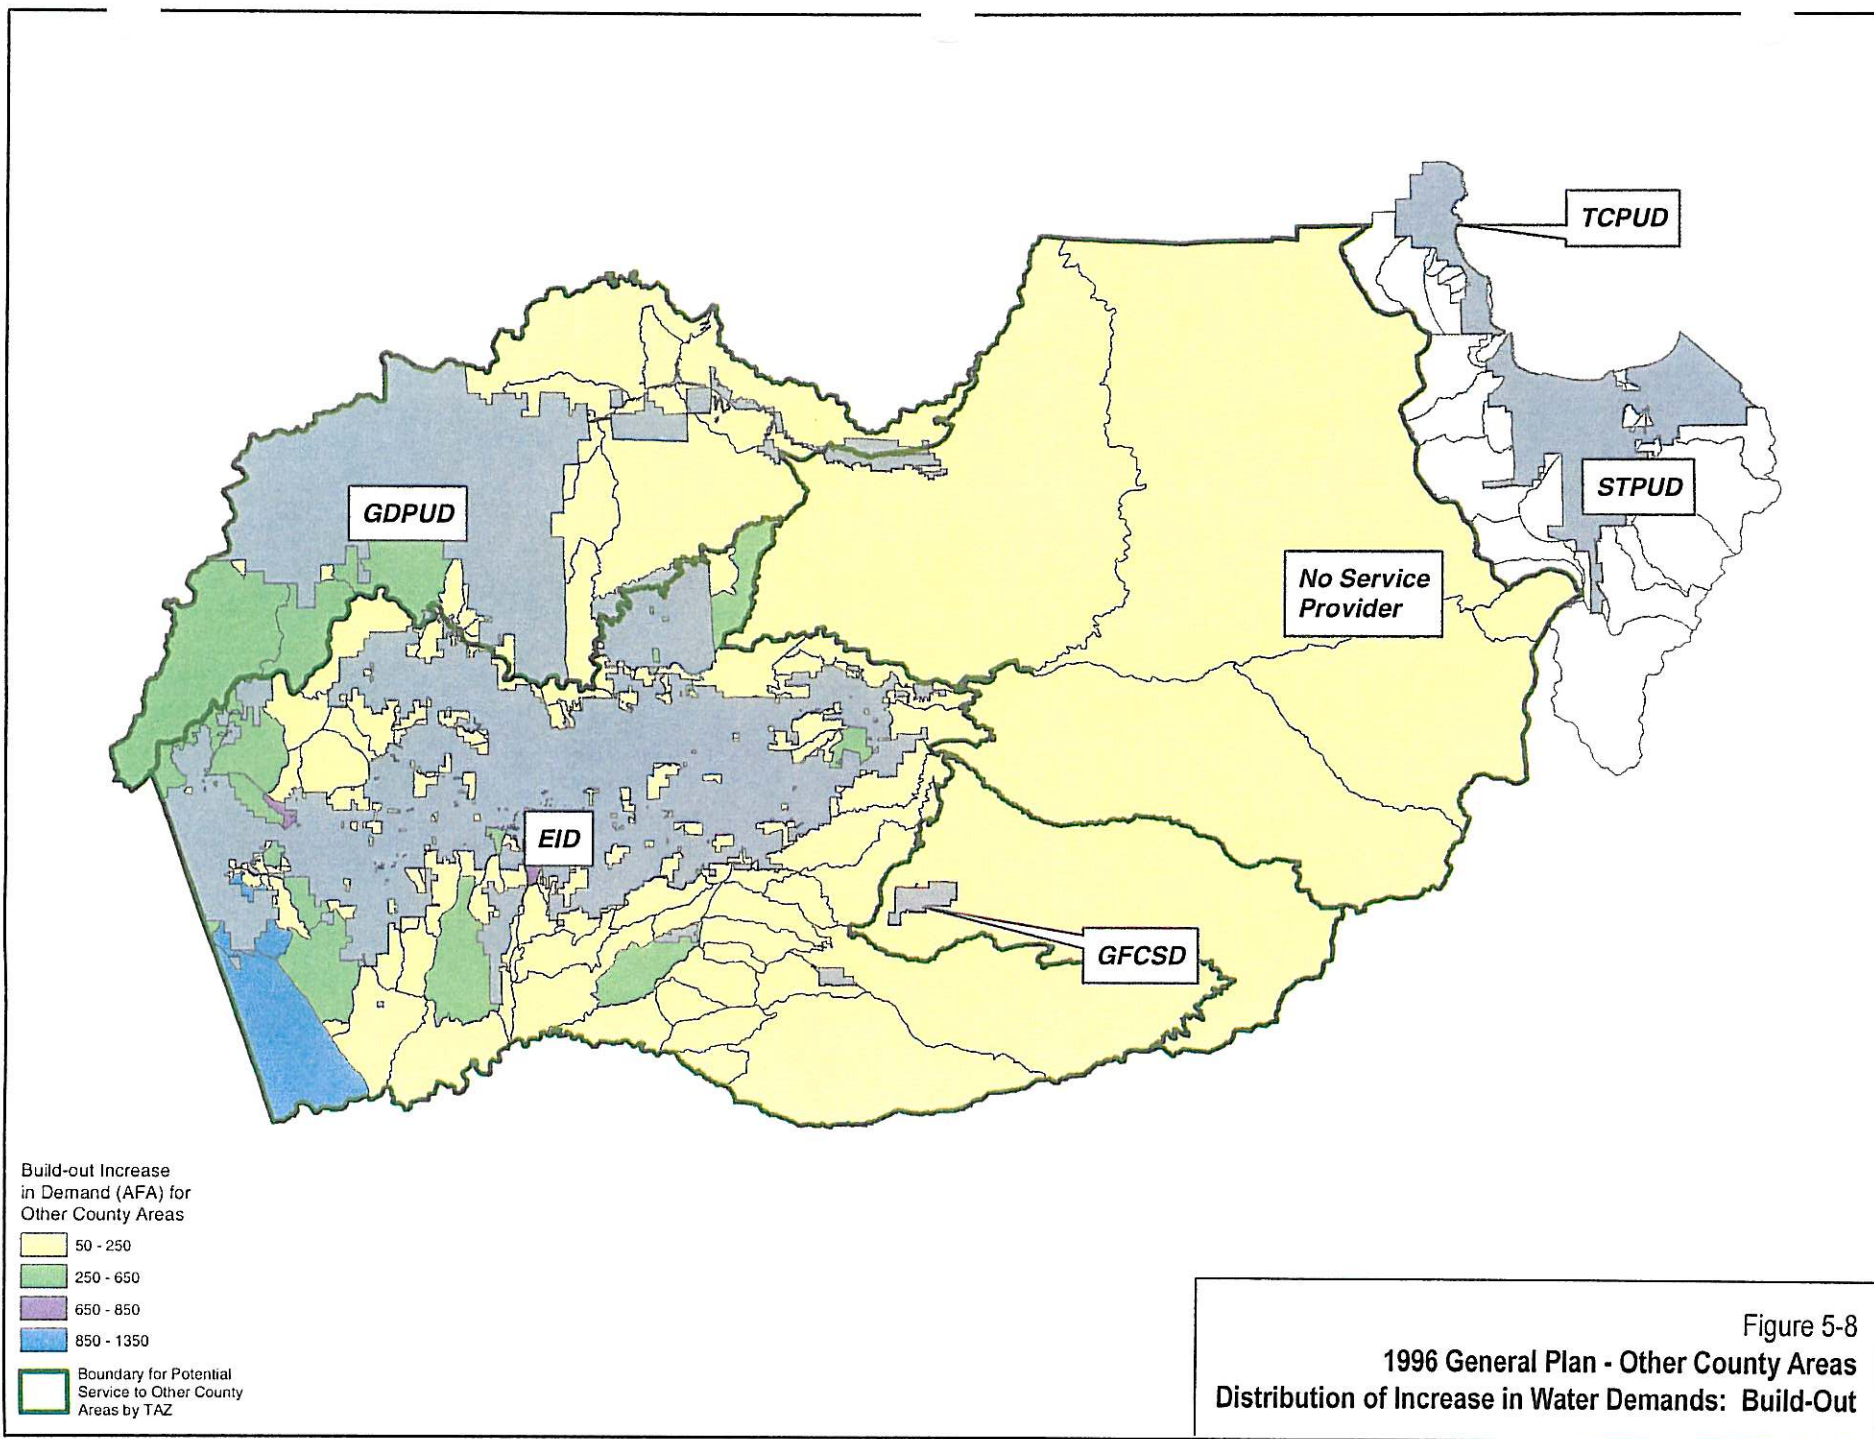 TCPUD
GDPUD
STPUD
No Service
Provider
EID
GFCSD
Build-out Increase
in Demand (AFA) for
Other County Areas
50 - 250
250 - 650
650 - 850
850 - 1350
Boundary for Potential
Service to Other County
Areas by TAZ
Figure 5-8
1996 General Plan - Other County Areas
Distribution of Increase in Water Demands: Build-Out